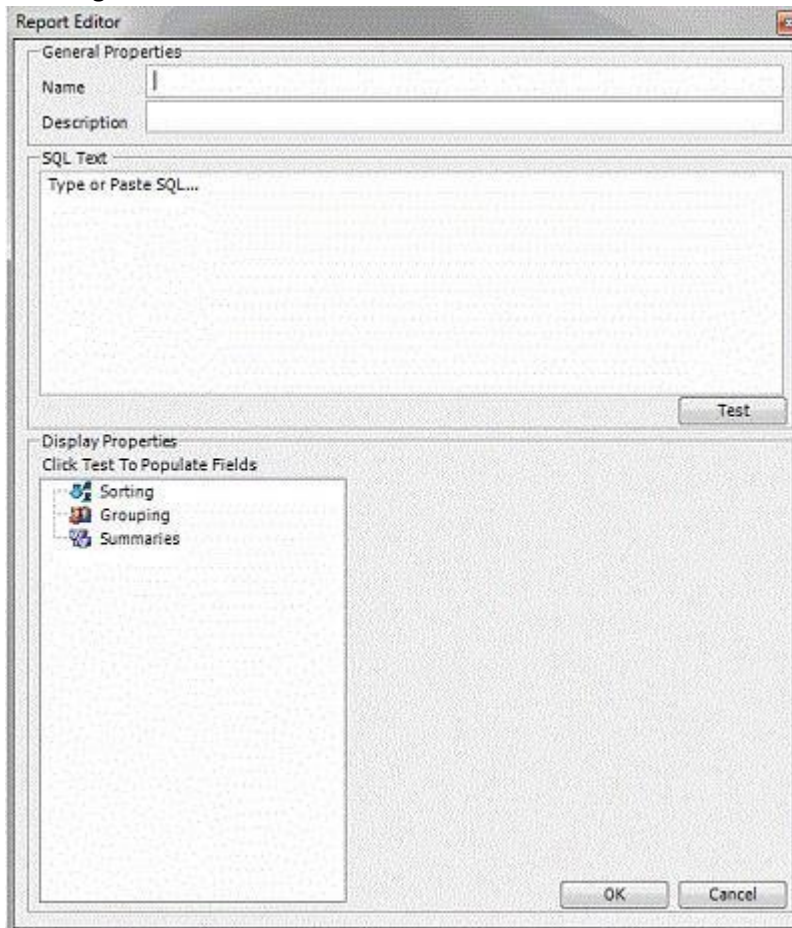 Report Editor
General Properties
Name
Description
SQL Text
Type or Paste SQL...
Test
Display Properties
Click Test To Populate Fields
Sorting
Grouping
Summaries
OK Cancel